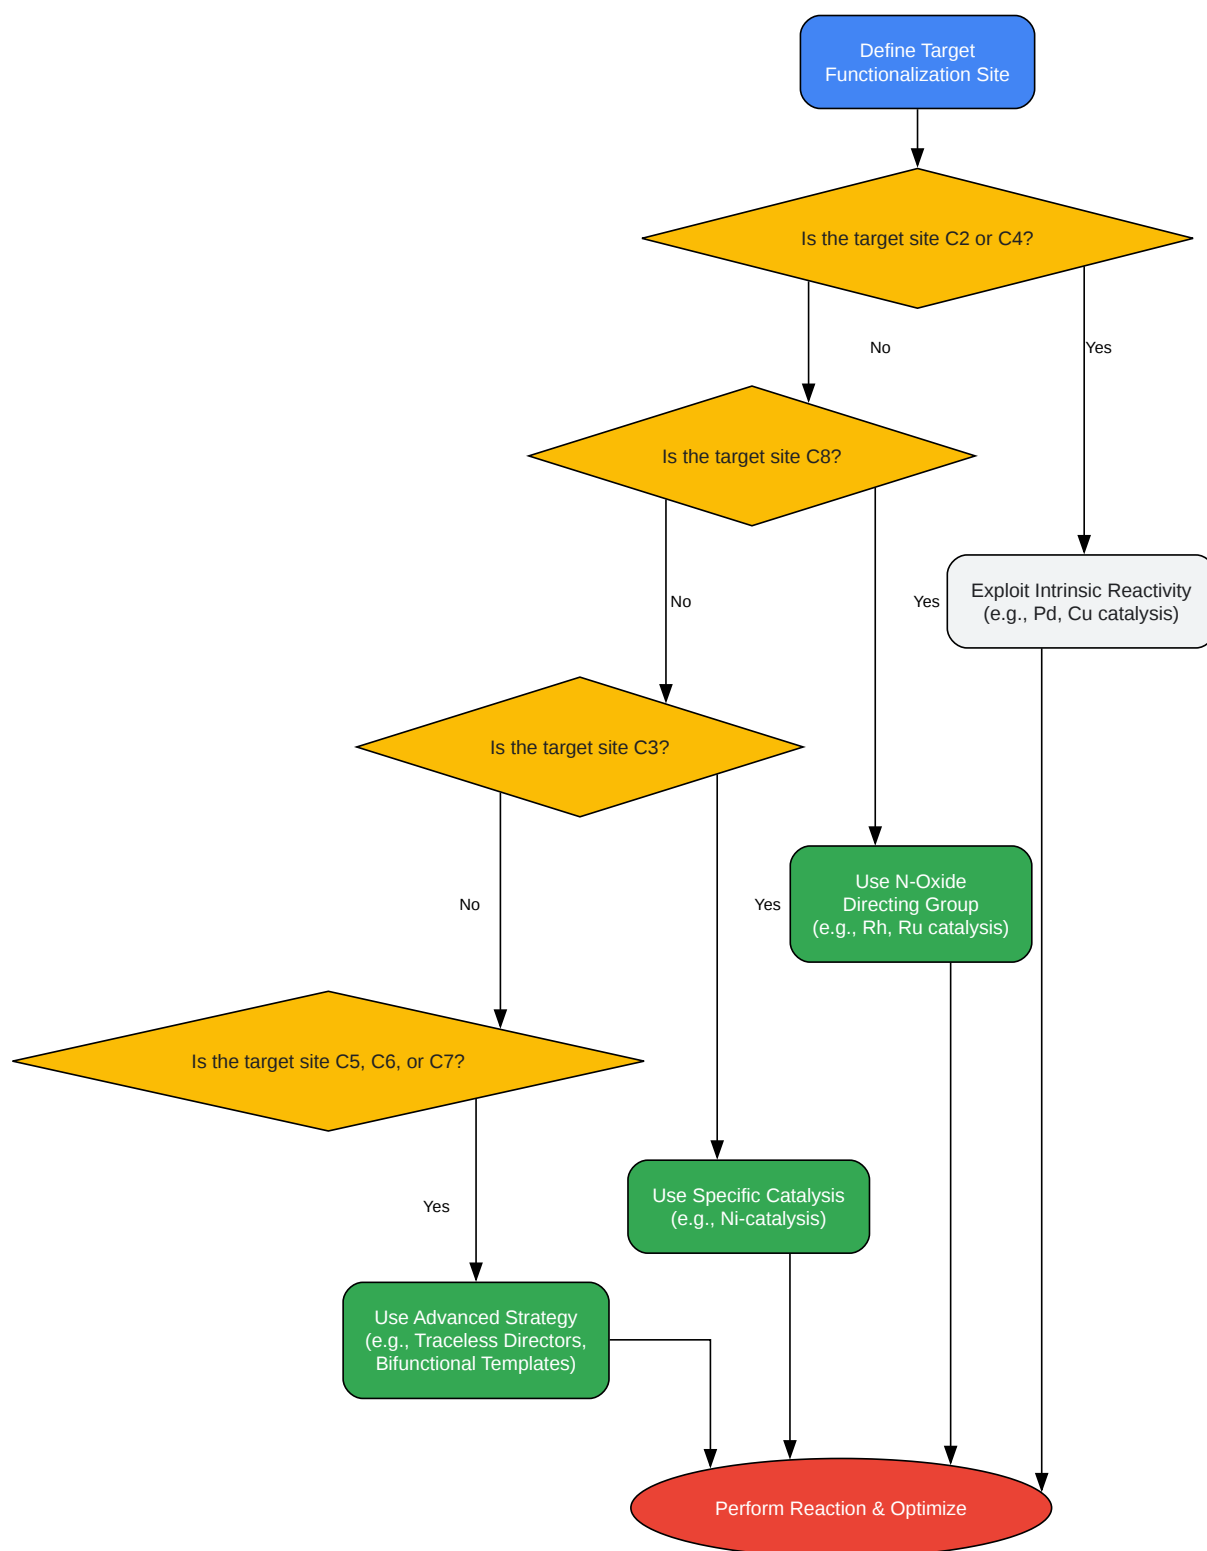 Define Target
Functionalization Site
Is the target site C2 or C4?
No
Yes
Is the target site C8?
No
Yes
Exploit Intrinsic Reactivity
(e.g., Pd, Cu catalysis)
Is the target site C3?
No
Yes
Use N-Oxide
Directing Group
(e.g., Rh, Ru catalysis)
Is the target site C5, C6, or C7?
Yes
Use Specific Catalysis
(e.g., Ni-catalysis)
Use Advanced Strategy
(e.g., Traceless Directors,
Bifunctional Templates)
Perform Reaction & Optimize